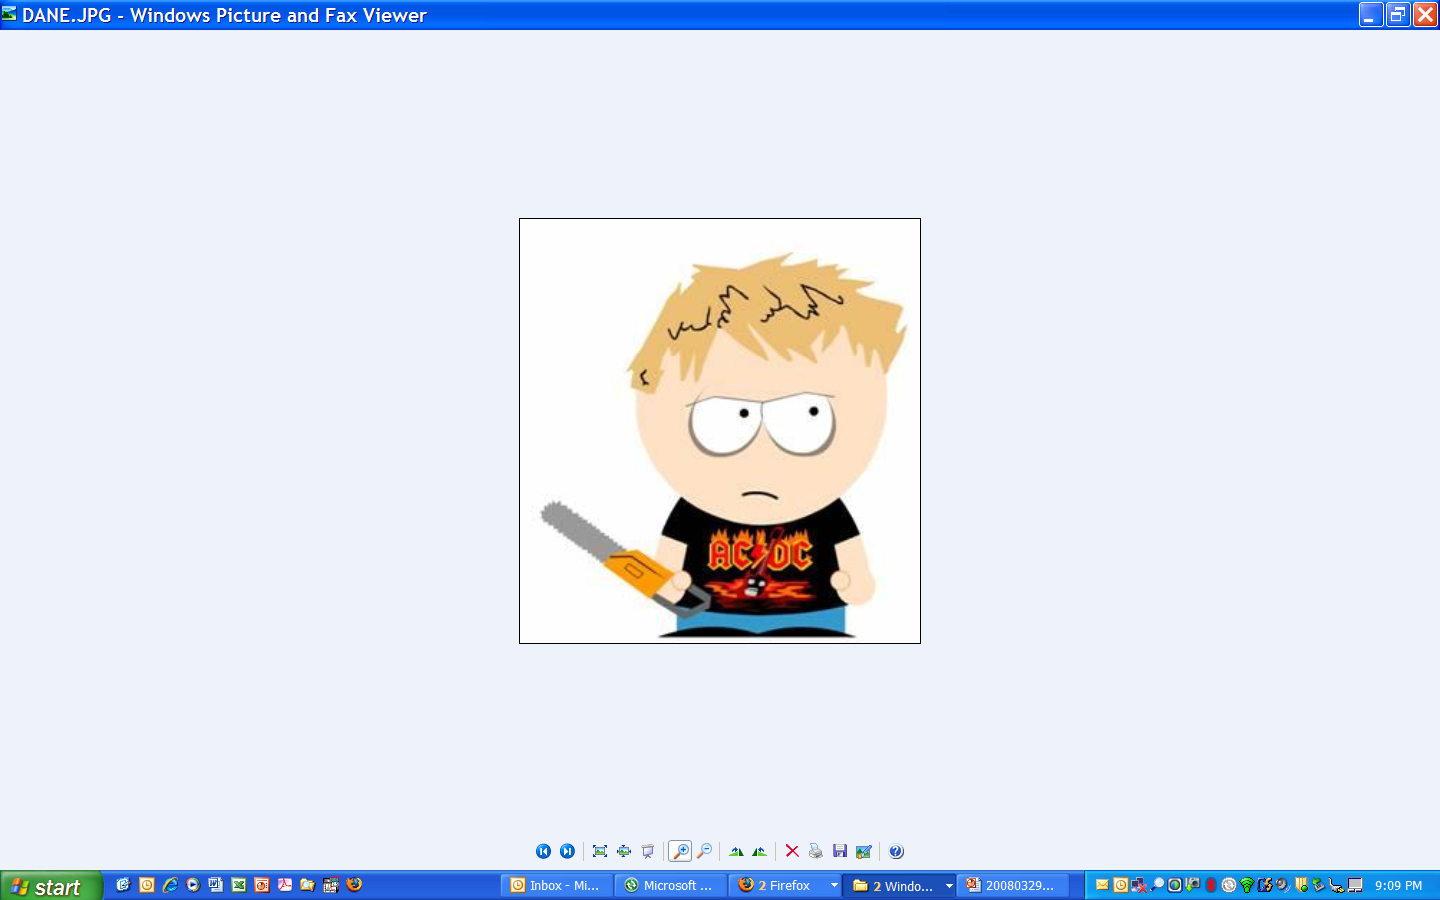 DANE.JPG - Windows Picture and Fax Viewer
AC DC
start
Inbox - Mi...
Microsoft ...
2 Firefox
2 Windo...
20080329...
9:09 PM